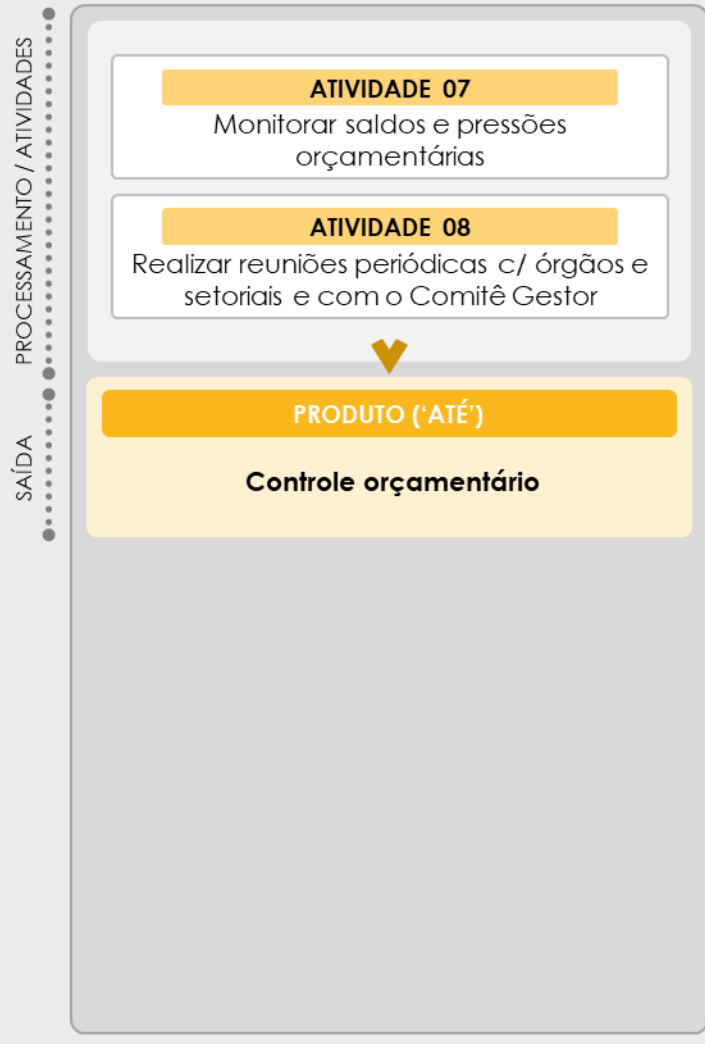 PROCESSAMENTO / ATIVIDADES
ATIVIDADE 07
Monitorar saldos e pressões
orçamentárias
ATIVIDADE 08
Realizar reuniões periódicas c/ órgãos e
setoriais e com o Comitê Gestor
SAÍDA
PRODUTO (‘ATÉ’)
Controle orçamentário